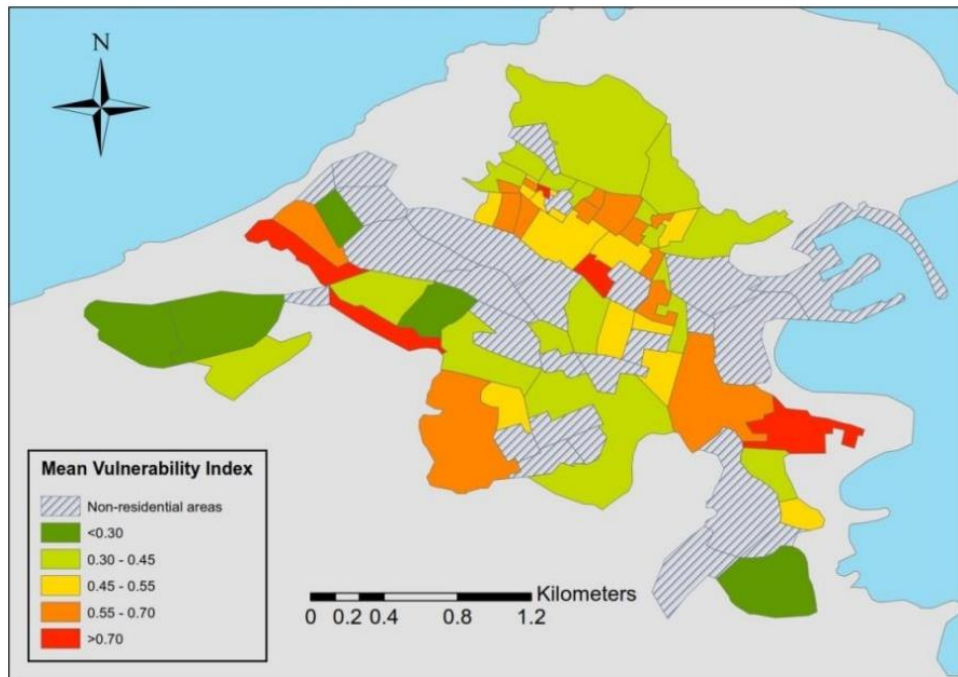 N
Mean Vulnerability Index
Non-residential areas
<0.30
0.30 - 0.45
0.45 - 0.55
0.55 - 0.70
>0.70
Kilometers
0 0.2 0.4 0.8 1.2